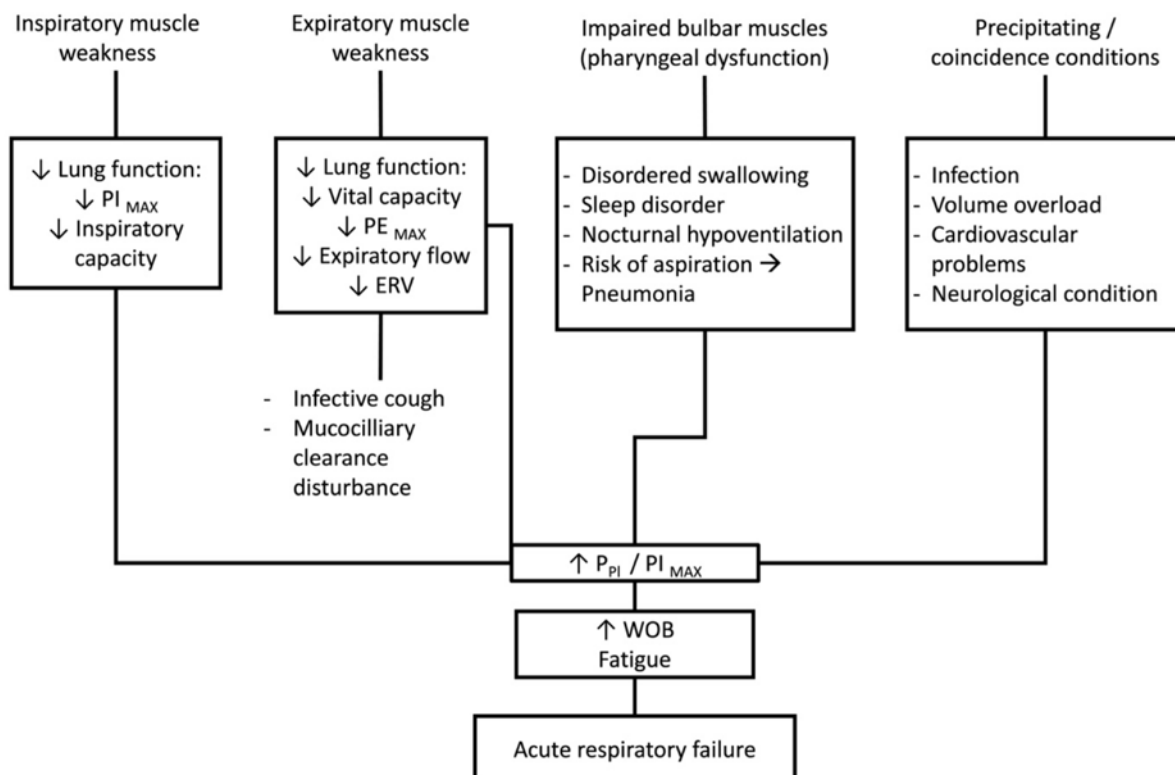 Inspiratory muscle
weakness
↓ Lung function:
↓ PI MAX
↓ Inspiratory
capacity
Expiratory muscle
weakness
↓ Lung function:
↓ Vital capacity
↓ PE MAX
↓ Expiratory flow
↓ ERV
- Infective cough
- Mucocilliary
clearance
disturbance
Impaired bulbar muscles
(pharyngeal dysfunction)
- Disordered swallowing
- Sleep disorder
- Nocturnal hypoventilation
- Risk of aspiration →
Pneumonia
Precipitating /
coincidence conditions
- Infection
- Volume overload
- Cardiovascular
problems
- Neurological condition
↑ P PI / PI MAX
↑ WOB
Fatigue
Acute respiratory failure